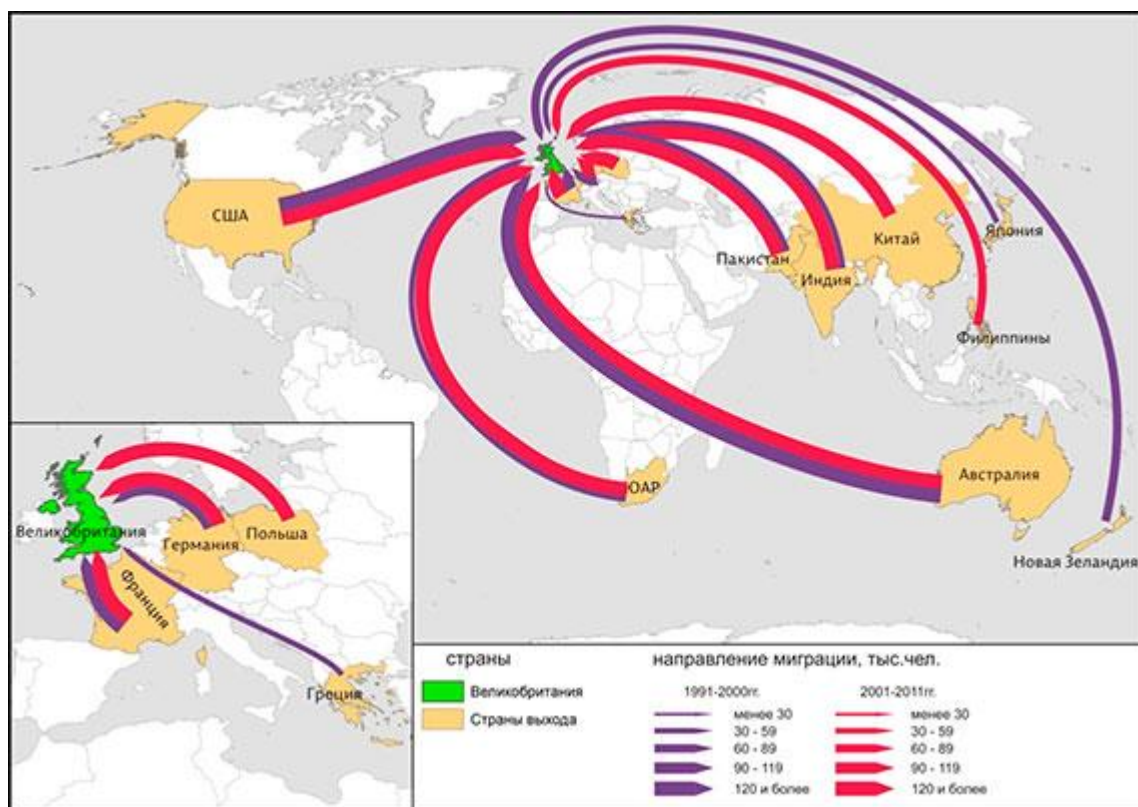 США
Китай
Япония
Пакистан
Индия
Филиппины
ЮАР
Австралия
Новая Зеландия
Великобритания
Германия
Польша
Франция
Греция
страны
Великобритания
Страны выхода
направление миграции, тыс.чел.
1991-2000гг.
2001-2011гг.
менее 30
менее 30
30 - 59
30 - 59
60 - 89
60 - 89
90 - 119
90 - 119
120 и более
120 и более